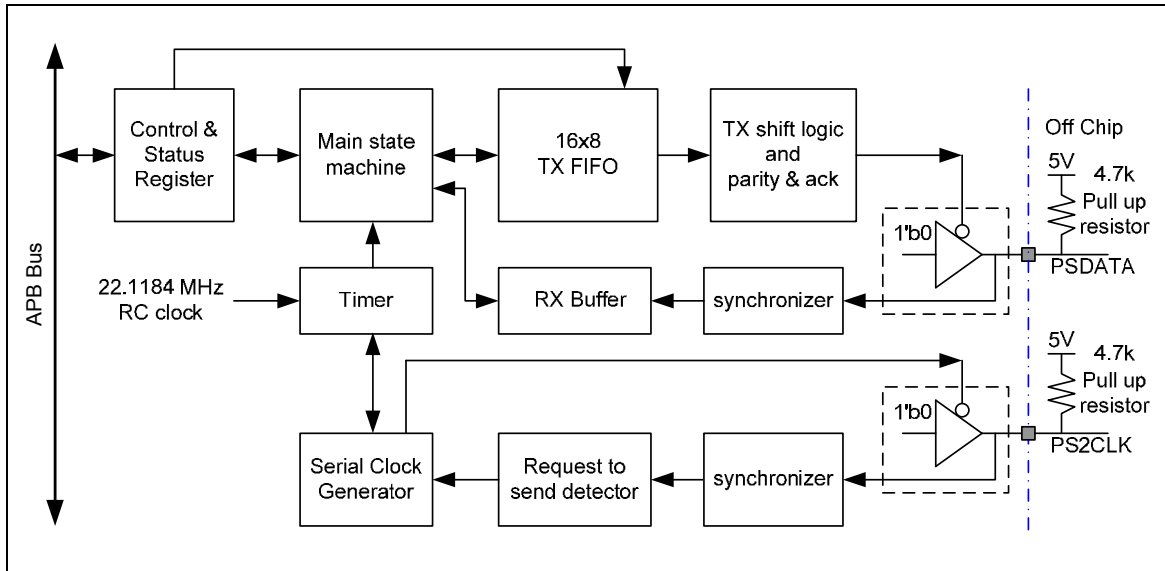 APB Bus
Control &
Status
Register
Main state
machine
16x8
TX FIFO
TX shift logic
and
parity & ack
Off Chip
5V
4.7k
Pull up
resistor
1'b0
PSDATA
22.1184 MHz
RC clock
Timer
RX Buffer
synchronizer
5V
4.7k
Pull up
resistor
1'b0
PS2CLK
Serial Clock
Generator
Request to
send detector
synchronizer